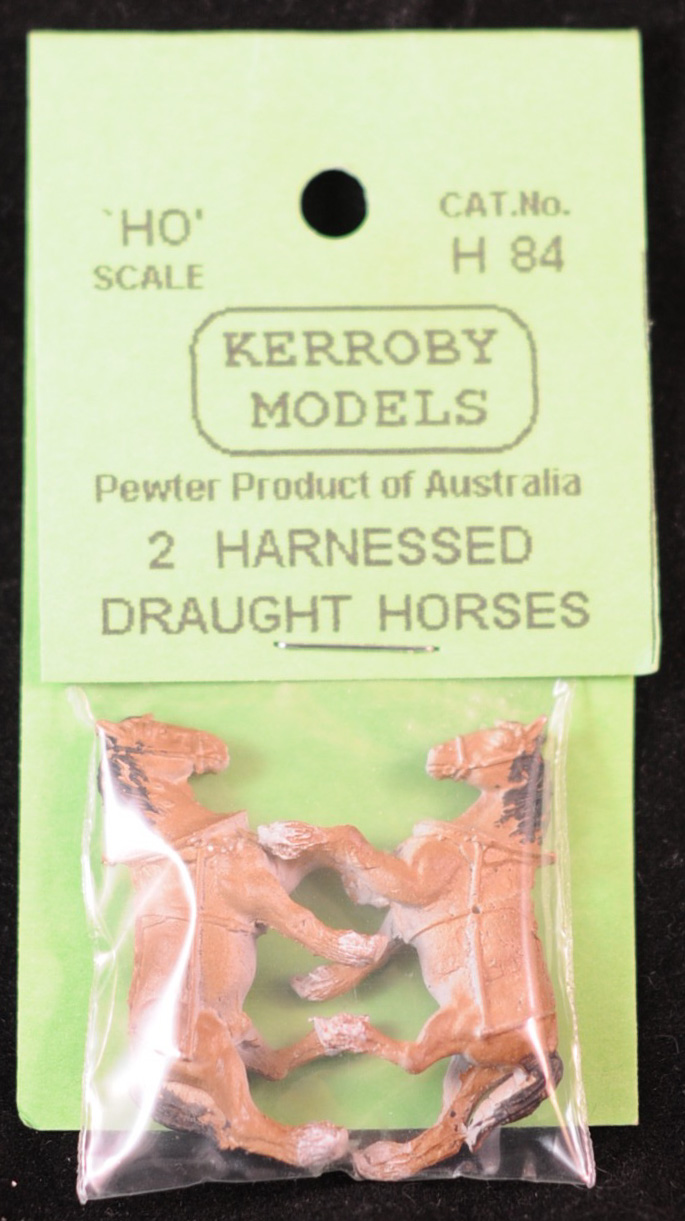 `HO'
SCALE
CAT.No.
H 84
KERROBY
MODELS
Pewter Product of Australia
2 HARNESSED
DRAUGHT HORSES